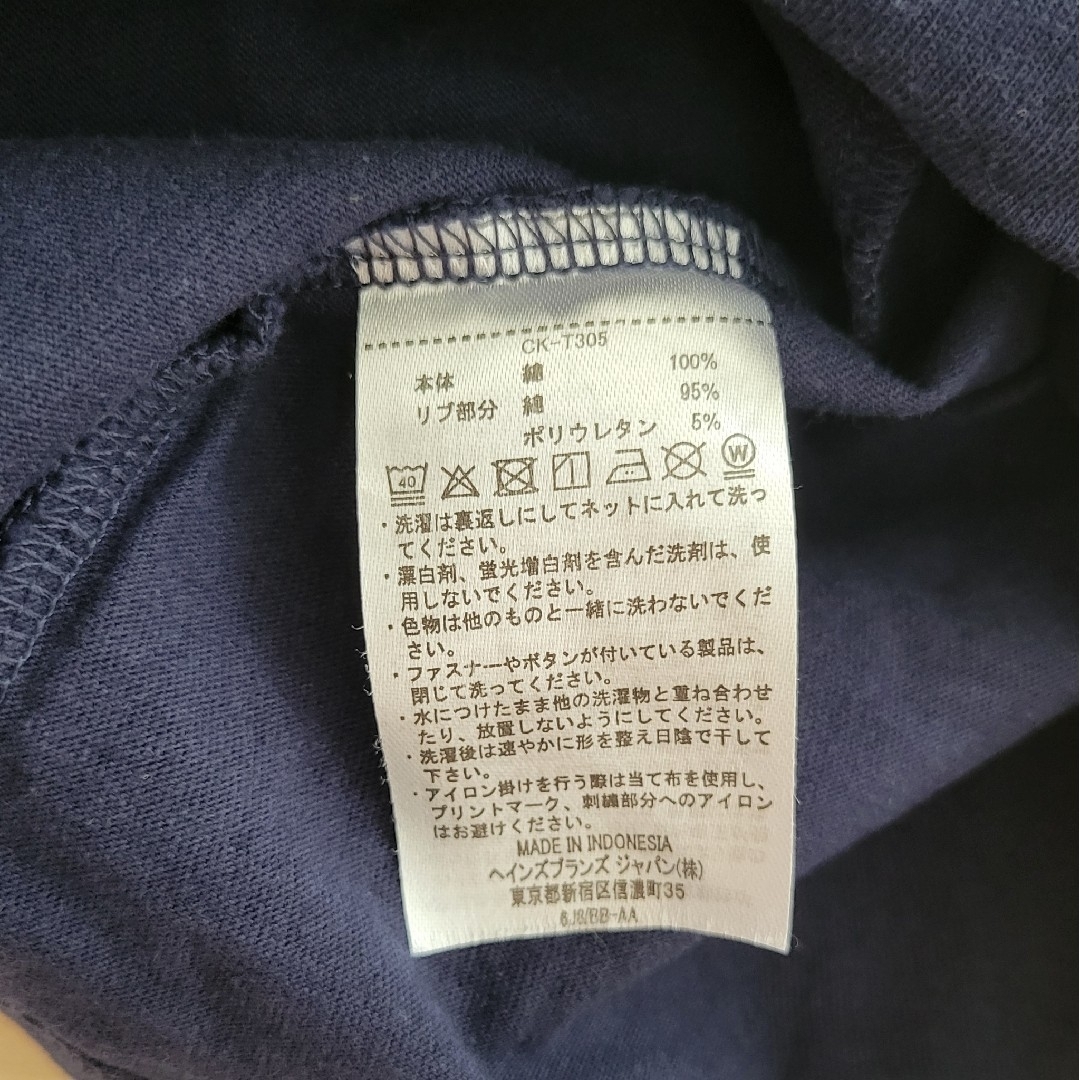 CK-T305
本体 綿 100%
リブ部分 綿 95%
ポリウレタン 5%
40 W
・洗濯は裏返しにしてネットに入れて洗っ
てください。
・漂白剤、蛍光増白剤を含んだ洗剤は、使
用しないでください。
・色物は他のものと一緒に洗わないでくだ
さい。
・ファスナーやボタンが付いている製品は、
閉じて洗ってください。
・水につけたまま他の洗濯物と重ね合わせ
たり、放置しないようにしてください。
・洗濯後は速やかに形を整え日陰で干して
下さい。
・アイロン掛けを行う際は当て布を使用し、
プリントマーク、刺繍部分へのアイロン
はお避けください。
MADE IN INDONESIA
ヘインズブランズ ジャパン(株)
東京都新宿区信濃町35
6J8/BB-AA